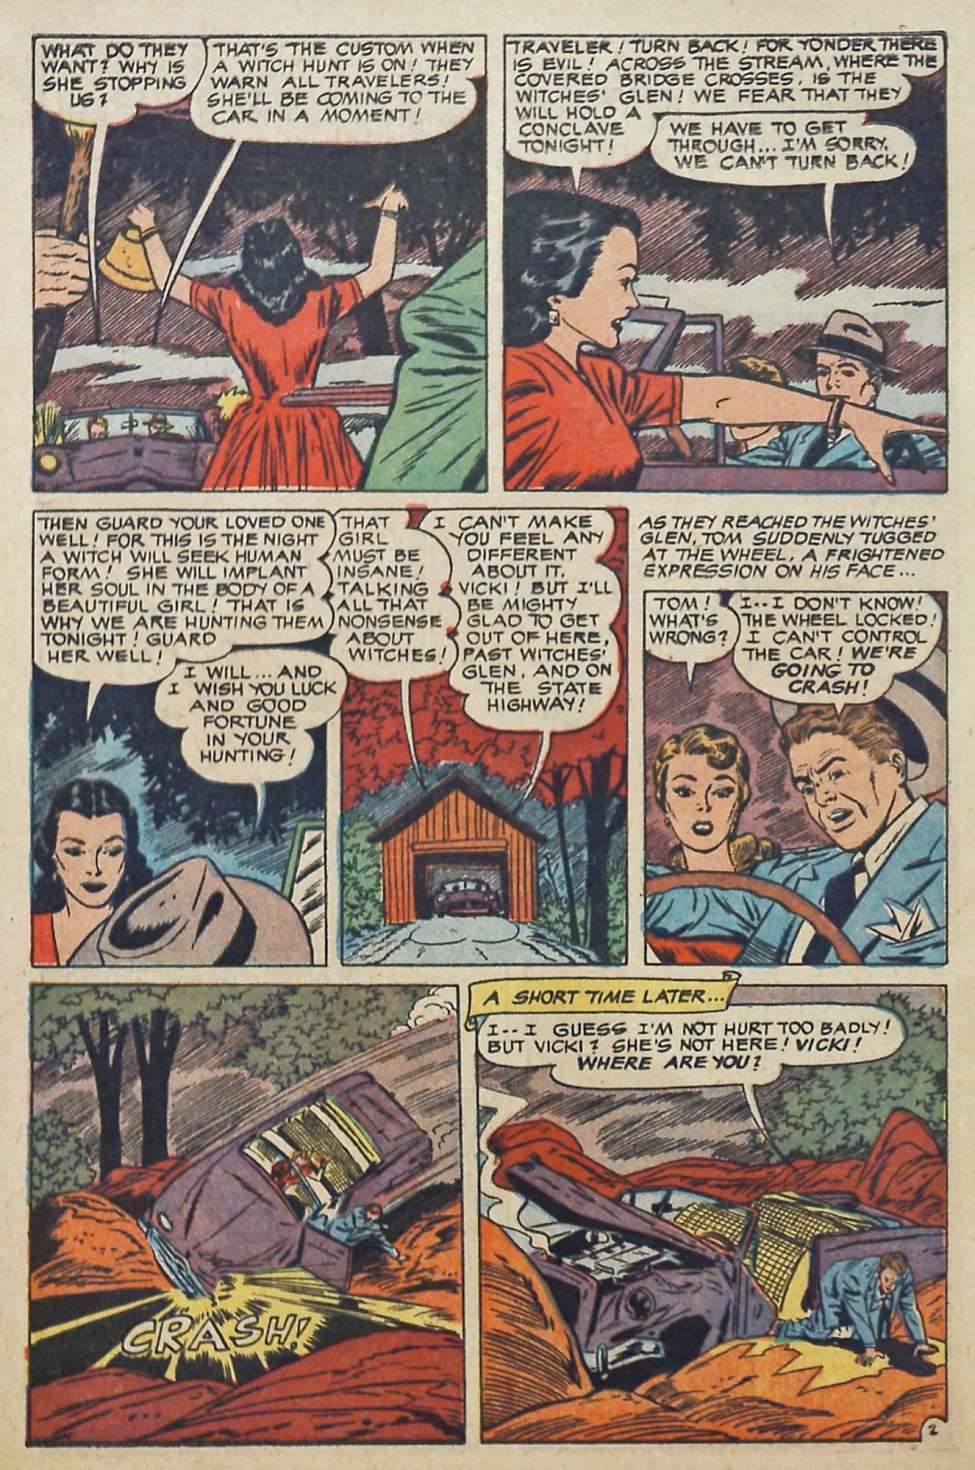 WHAT DO THEY
WANT? WHY IS
SHE STOPPING
US?
THAT'S THE CUSTOM WHEN
A WITCH HUNT IS ON! THEY
WARN ALL TRAVELERS!
SHE'LL BE COMING TO THE
CAR IN A MOMENT!
TRAVELER! TURN BACK! FOR YONDER THERE
IS EVIL! ACROSS THE STREAM, WHERE THE
COVERED BRIDGE CROSSES, IS THE
WITCHES' GLEN! WE FEAR THAT THEY
WILL HOLD A
CONCLAVE
TONIGHT!
WE HAVE TO GET
THROUGH... I'M SORRY.
WE CAN'T TURN BACK!
THEN GUARD YOUR LOVED ONE
WELL! FOR THIS IS THE NIGHT
A WITCH WILL SEEK HUMAN
FORM! SHE WILL IMPLANT
HER SOUL IN THE BODY OF A
BEAUTIFUL GIRL! THAT IS
WHY WE ARE HUNTING THEM
TONIGHT! GUARD
HER WELL!
I WILL... AND
I WISH YOU LUCK
AND GOOD
FORTUNE
IN YOUR
HUNTING!
THAT
GIRL
MUST BE
INSANE!
TALKING
ALL THAT
NONSENSE
ABOUT
WITCHES!
I CAN'T MAKE
YOU FEEL ANY
DIFFERENT
ABOUT IT,
VICKI! BUT I'LL
BE MIGHTY
GLAD TO GET
OUT OF HERE,
PAST WITCHES'
GLEN, AND ON
THE STATE
HIGHWAY!
AS THEY REACHED THE WITCHES'
GLEN, TOM SUDDENLY TUGGED
AT THE WHEEL, A FRIGHTENED
EXPRESSION ON HIS FACE...
TOM!
WHAT'S
WRONG?
I--I DON'T KNOW!
THE WHEEL LOCKED!
I CAN'T CONTROL
THE CAR! WE'RE
GOING TO
CRASH!
CRASH!
A SHORT TIME LATER...
I--I GUESS I'M NOT HURT TOO BADLY!
BUT VICKI? SHE'S NOT HERE! VICKI!
WHERE ARE YOU?
2